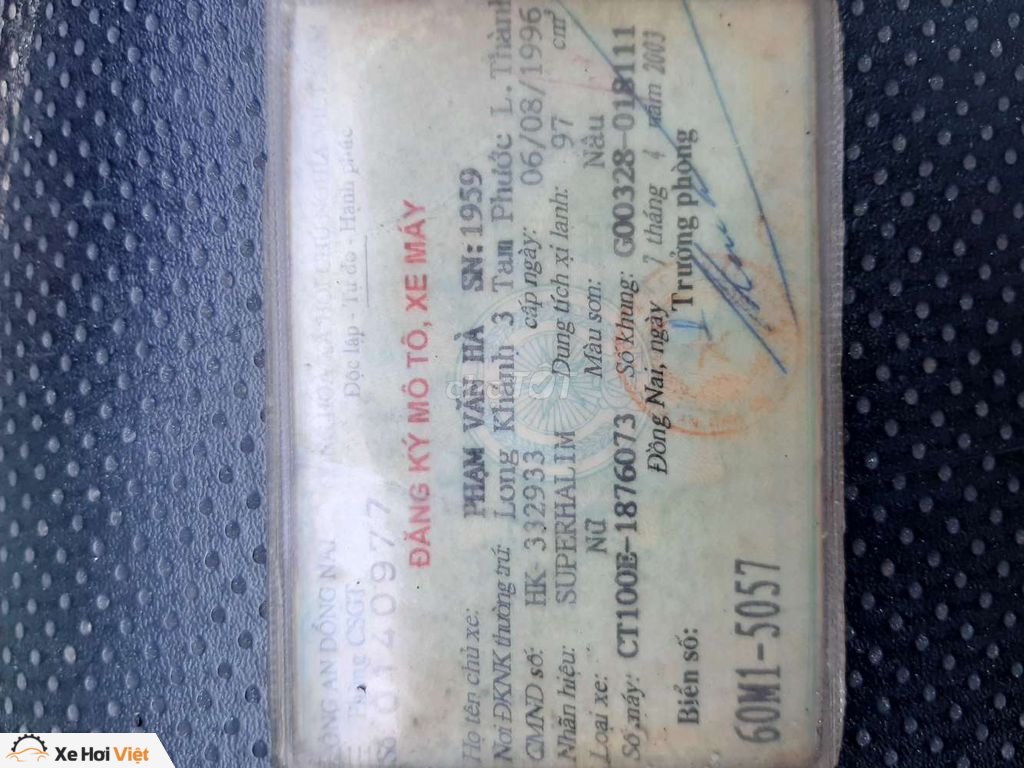 CÔNG AN ĐỒNG NAI
Phòng CSGT
Độc lập - Tự do - Hạnh phúc
0140977
ĐĂNG KÝ MÔ TÔ, XE MÁY
Họ tên chủ xe: PHẠM VĂN HÀ SN:1959
Nơi ĐKNK thường trú: Long Khánh 3 Tam Phước L. Thành
CMND số: HK- 332933 cấp ngày: 06/08/1996
Nhãn hiệu: SUPERHALIM Dung tích xi lanh: 97 cm³
Loại xe: Nữ Màu sơn: Nâu
Số máy: CT100E-1876073 Số khung: G00328-018111
Đồng Nai, ngày 7 tháng 4 năm 2003
Biển số: Trưởng phòng
60M1-5057
Xe Hơi Việt